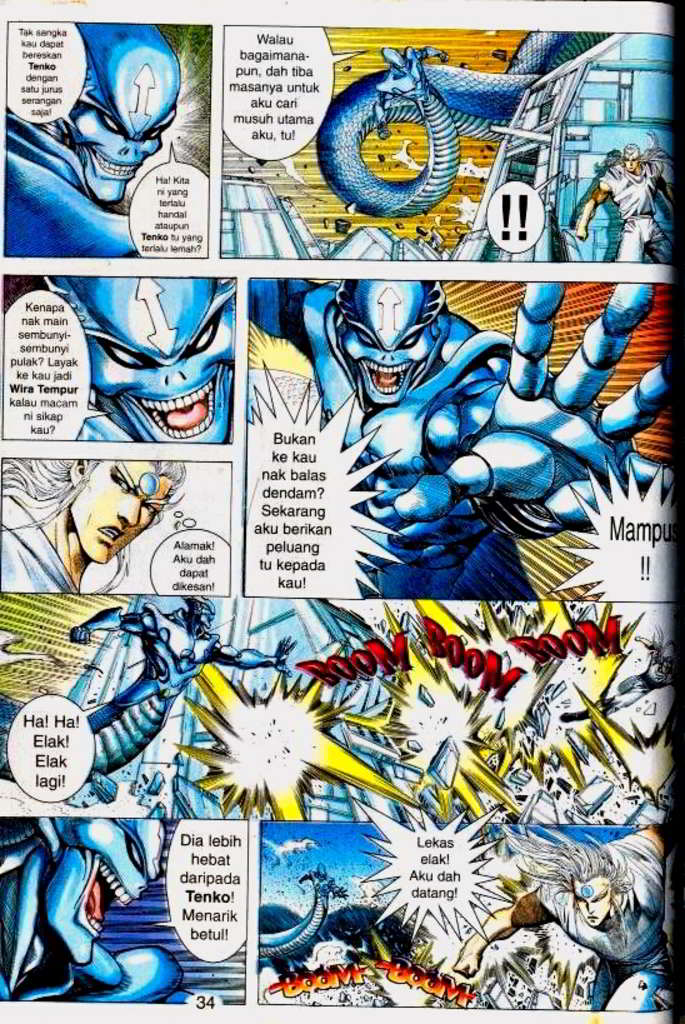 Tak sangka
kau dapat
bereskan
Tenko
dengan
satu jurus
serangan
saja!
Ha! Kita
ni yang
terlalu
handal
ataupun
Tenko tu yang
terlalu lemah?
Walau
bagaimana-
pun, dah tiba
masanya untuk
aku cari
musuh utama
aku, tu!
!!
Kenapa
nak main
sembunyi-
sembunyi
pulak? Layak
ke kau jadi
Wira Tempur
kalau macam
ni sikap
kau?
Alamak!
Aku dah
dapat
dikesan!
Bukan
ke kau
nak balas
dendam?
Sekarang
aku berikan
peluang
tu kepada
kau!
Mampus
!!
BOOM
BOOM
BOOM
Ha! Ha!
Elak!
Elak
lagi!
Dia lebih
hebat
daripada
Tenko!
Menarik
betul!
Lekas
elak!
Aku dah
datang!
BOOM
BOOM
34